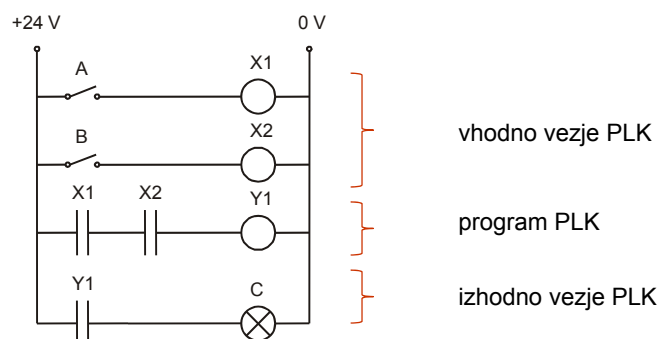 +24 V 0 V
A X1
B X2
vhodno vezje PLK
X1 X2 Y1
program PLK
Y1 C
izhodno vezje PLK